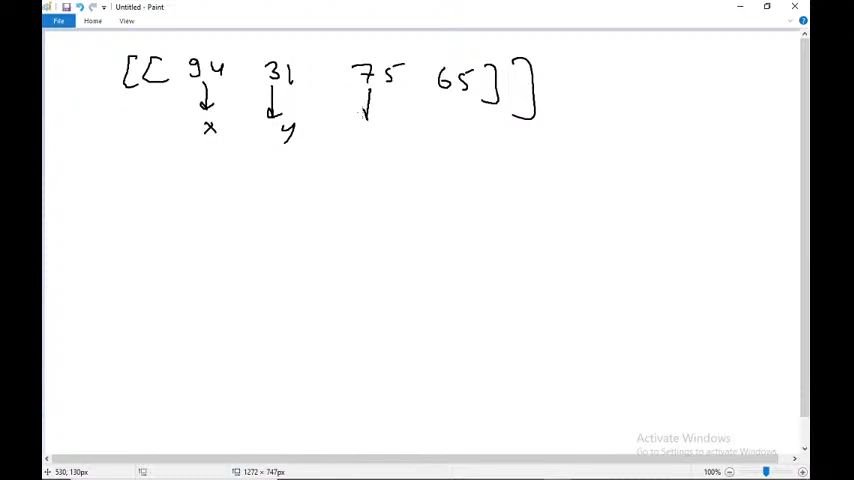 Untitled - Paint
File Home View
[[ 94 31 75 65]]
x y
Activate Windows
Go to Settings to activate Windows.
530, 130px 1272 × 747px 100%